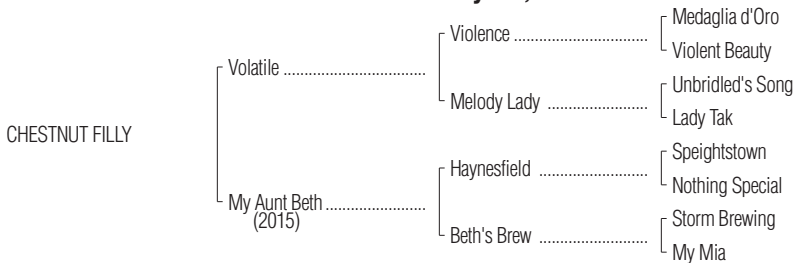 Medaglia d'Oro
Violence ..................................
Violent Beauty
Volatile ....................................
Unbridled's Song
Melody Lady .........................
Lady Tak
CHESTNUT FILLY
Speightstown
Haynesfield ...........................
Nothing Special
My Aunt Beth .........................
(2015)
Storm Brewing
Beth's Brew ...........................
My Mia